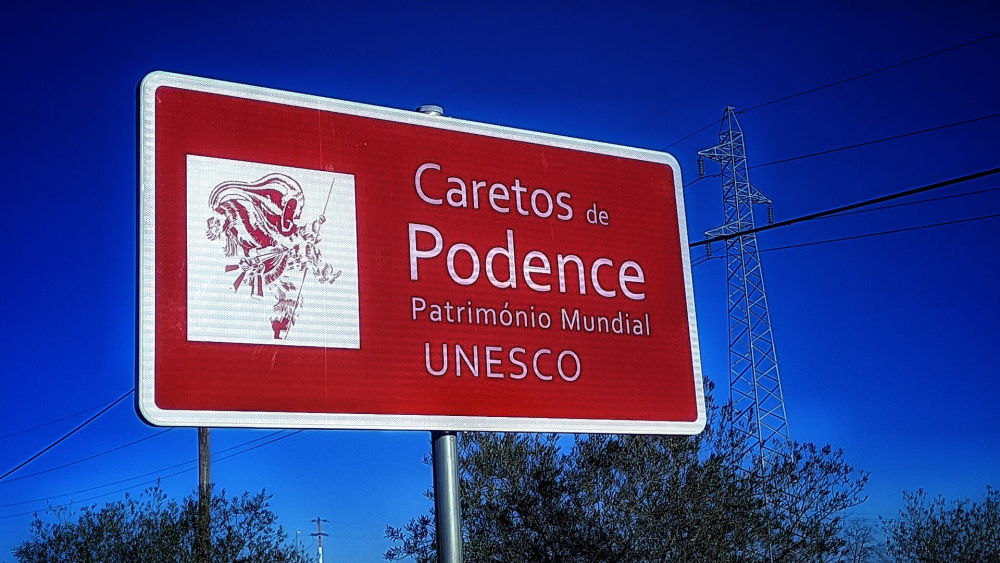 Caretos de
Podence
Património Mundial
UNESCO